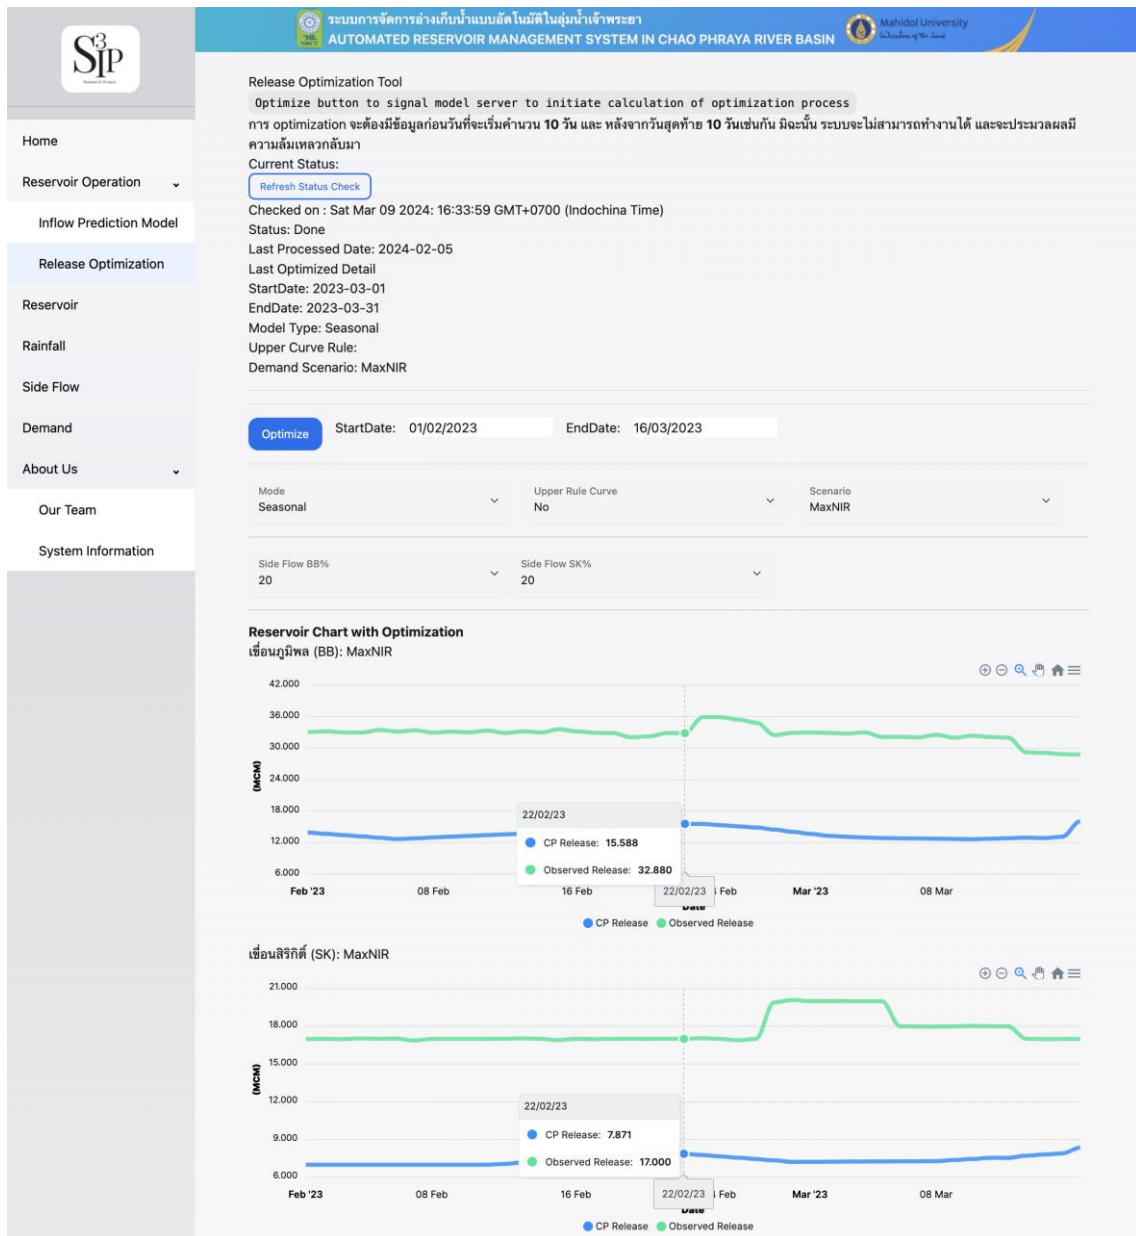 S3IP
ระบบการจัดการอ่างเก็บน้ำแบบอัตโนมัติในลุ่มน้ำเจ้าพระยา
AUTOMATED RESERVOIR MANAGEMENT SYSTEM IN CHAO PHRAYA RIVER BASIN
Mahidol University
Wisdom of the Land
Home
Reservoir Operation
Inflow Prediction Model
Release Optimization
Reservoir
Rainfall
Side Flow
Demand
About Us
Our Team
System Information
Release Optimization Tool
Optimize button to signal model server to initiate calculation of optimization process
การ optimization จะต้องมีข้อมูลก่อนวันที่จะเริ่มคำนวน 10 วัน และ หลังจากวันสุดท้าย 10 วันเช่นกัน มิฉะนั้น ระบบจะไม่สามารถทำงานได้ และจะประมวลผลมี
ความล้มเหลวกลับมา
Current Status:
Refresh Status Check
Checked on : Sat Mar 09 2024: 16:33:59 GMT+0700 (Indochina Time)
Status: Done
Last Processed Date: 2024-02-05
Last Optimized Detail
StartDate: 2023-03-01
EndDate: 2023-03-31
Model Type: Seasonal
Upper Curve Rule:
Demand Scenario: MaxNIR
Optimize StartDate: 01/02/2023 EndDate: 16/03/2023
Mode Upper Rule Curve Scenario
Seasonal No MaxNIR
Side Flow BB% Side Flow SK%
20 20
Reservoir Chart with Optimization
เขื่อนภูมิพล (BB): MaxNIR
42.000
36.000
30.000
24.000
18.000
12.000
6.000
(MCM)
22/02/23
CP Release: 15.588
Observed Release: 32.880
Feb '23 08 Feb 16 Feb 22/02/23 Feb Mar '23 08 Mar
Date
CP Release Observed Release
เขื่อนสิริกิติ์ (SK): MaxNIR
21.000
18.000
15.000
12.000
9.000
6.000
(MCM)
22/02/23
CP Release: 7.871
Observed Release: 17.000
Feb '23 08 Feb 16 Feb 22/02/23 Feb Mar '23 08 Mar
Date
CP Release Observed Release